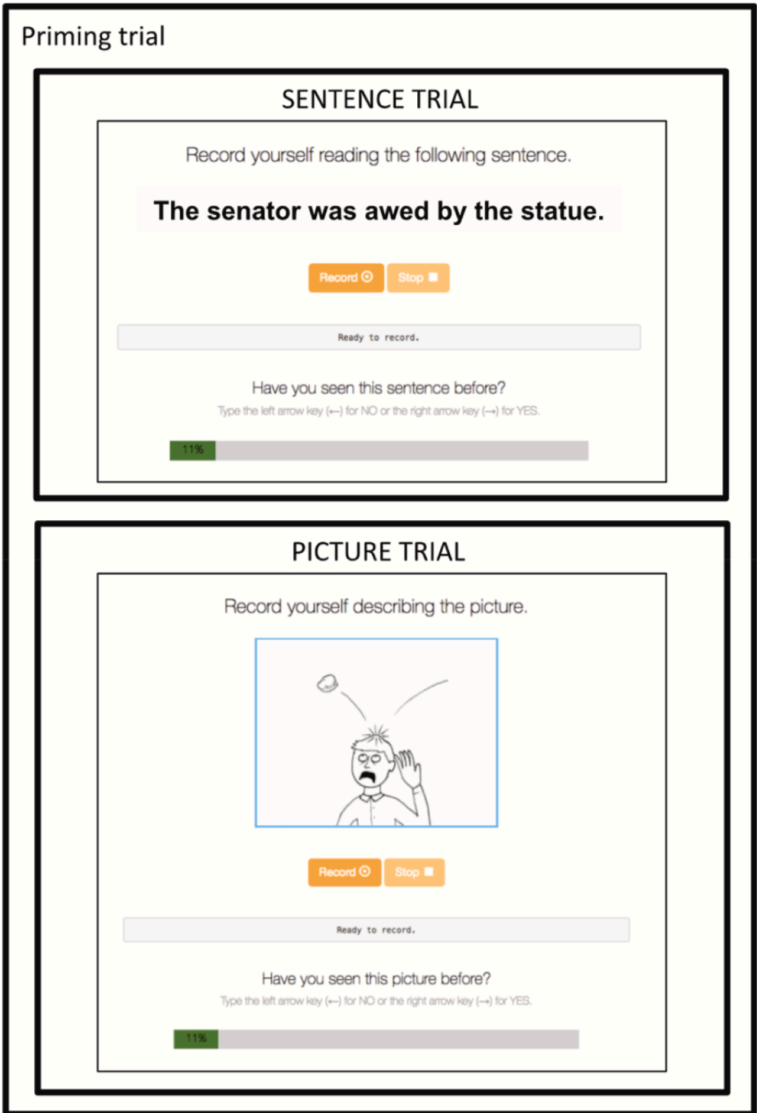 Priming trial
SENTENCE TRIAL
Record yourself reading the following sentence.
The senator was awed by the statue.
Record Stop
Ready to record.
Have you seen this sentence before?
Type the left arrow key (←) for NO or the right arrow key (→) for YES.
11%
PICTURE TRIAL
Record yourself describing the picture.
Record Stop
Ready to record.
Have you seen this picture before?
Type the left arrow key (←) for NO or the right arrow key (→) for YES.
11%